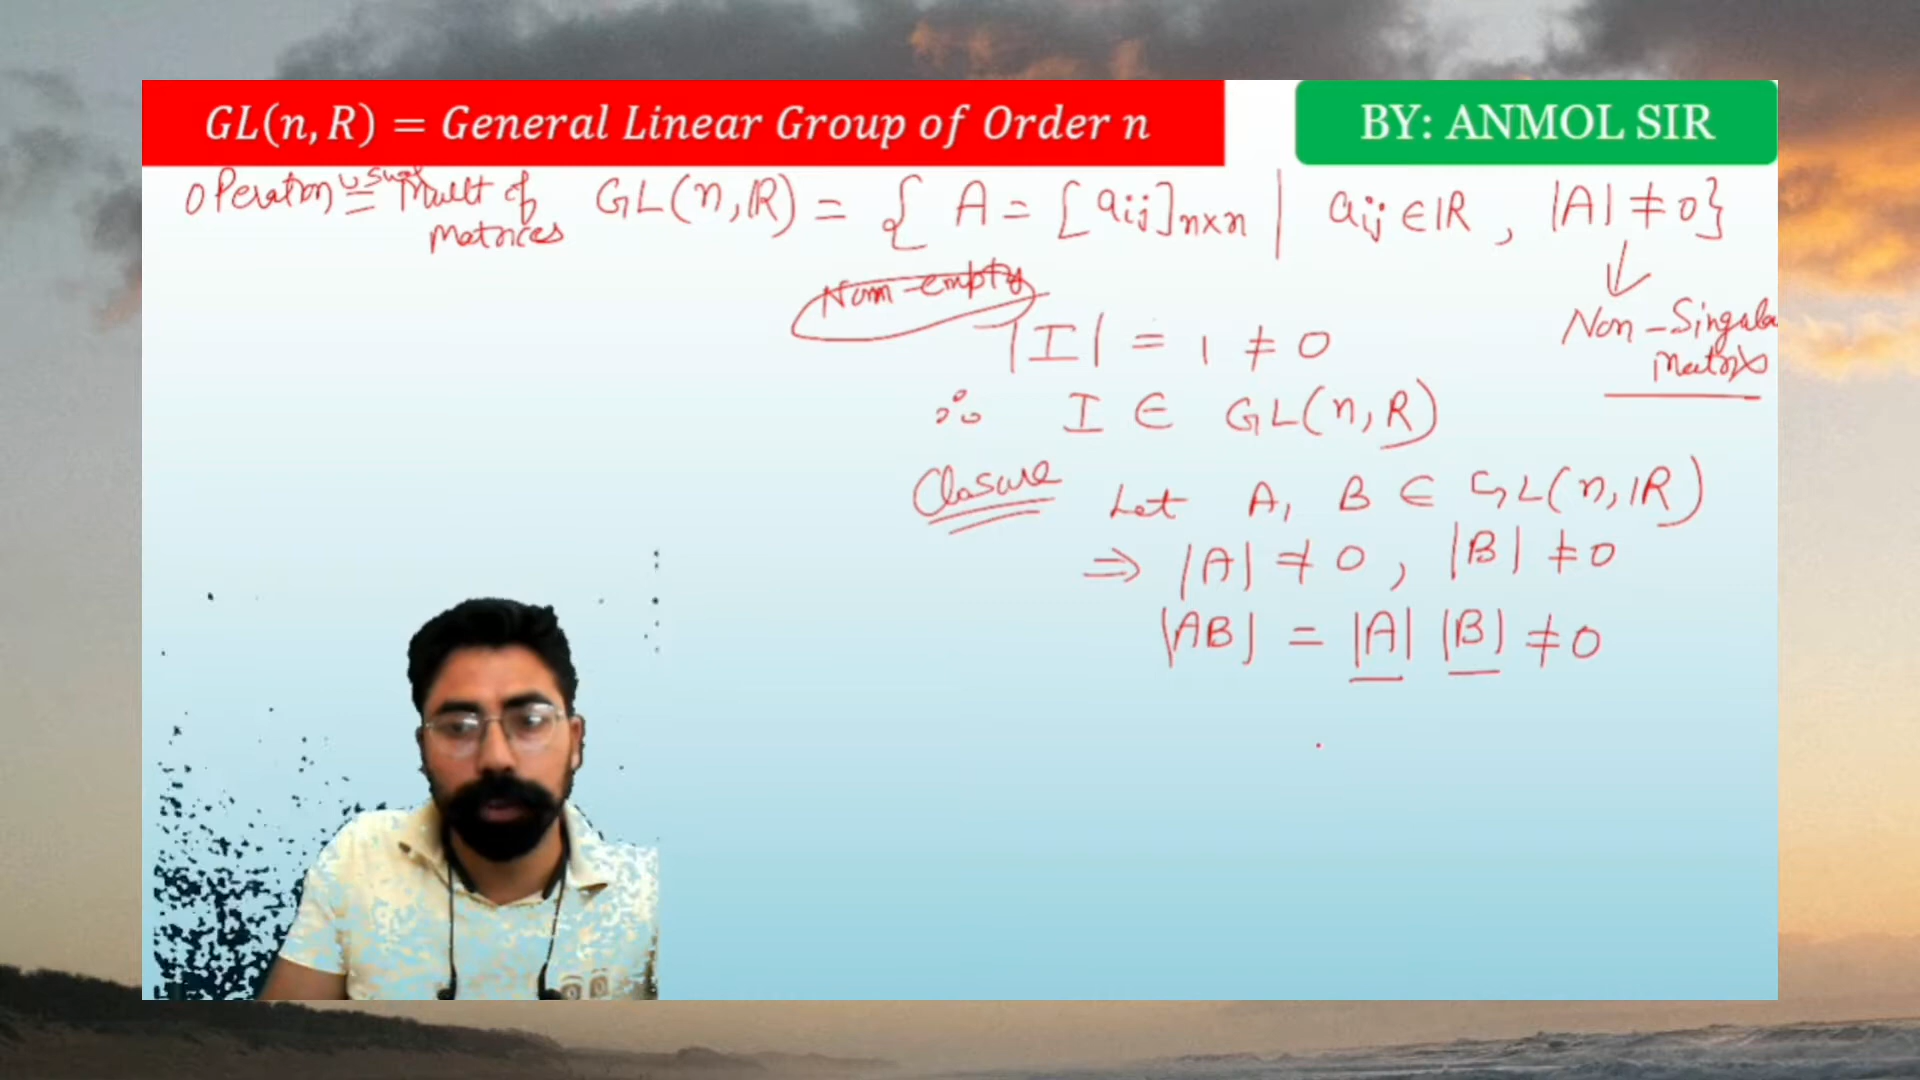 GL(n, R) = General Linear Group of Order n
BY: ANMOL SIR
Operation = usual Mult of Matrices
GL(n, ℝ) = { A = [aij]n×n | aij ∈ ℝ , |A| ≠ 0}
Non-empty
Non-Singular
matrix
|I| = 1 ≠ 0
∴ I ∈ GL(n, R)
Closure Let A, B ∈ GL(n, ℝ)
⇒ |A| ≠ 0 , |B| ≠ 0
|AB| = |A| |B| ≠ 0